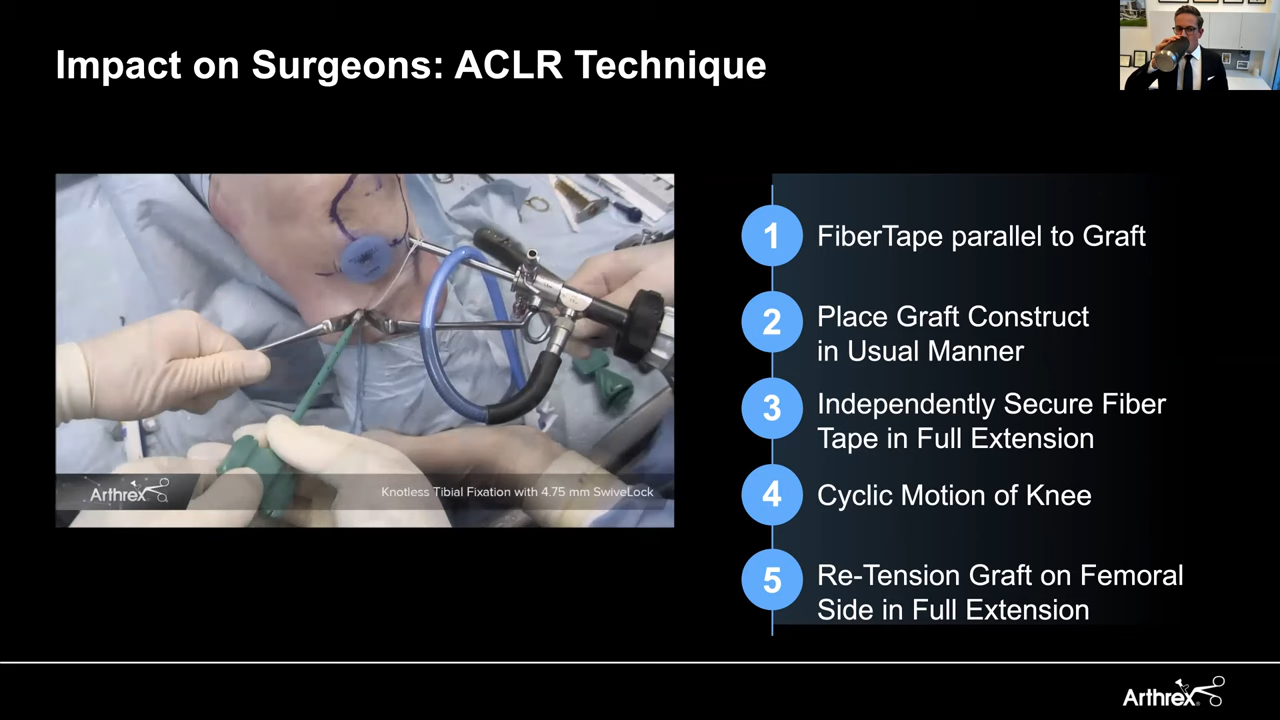 Impact on Surgeons: ACLR Technique
Arthrex
Knotless Tibial Fixation with 4.75 mm SwiveLock
1
FiberTape parallel to Graft
2
Place Graft Construct
in Usual Manner
3
Independently Secure Fiber
Tape in Full Extension
4
Cyclic Motion of Knee
5
Re-Tension Graft on Femoral
Side in Full Extension
Arthrex